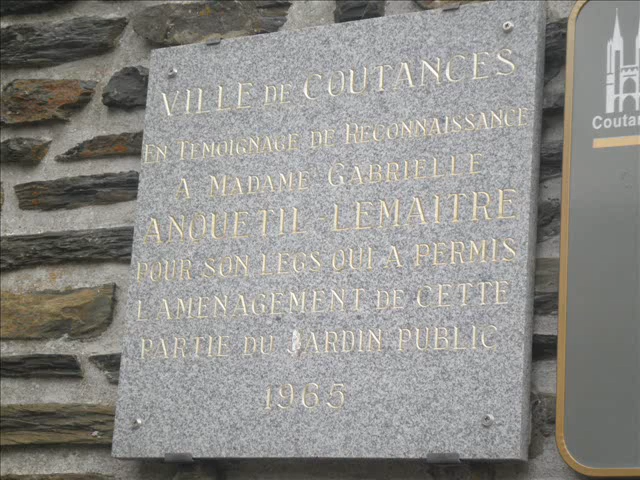 VILLE DE COUTANCES
EN TEMOIGNAGE DE RECONNAISSANCE
A MADAME GABRIELLE
ANQUETIL LEMAITRE
POUR SON LEGS QUI A PERMIS
L'AMENAGEMENT DE CETTE
PARTIE DU JARDIN PUBLIC
1965